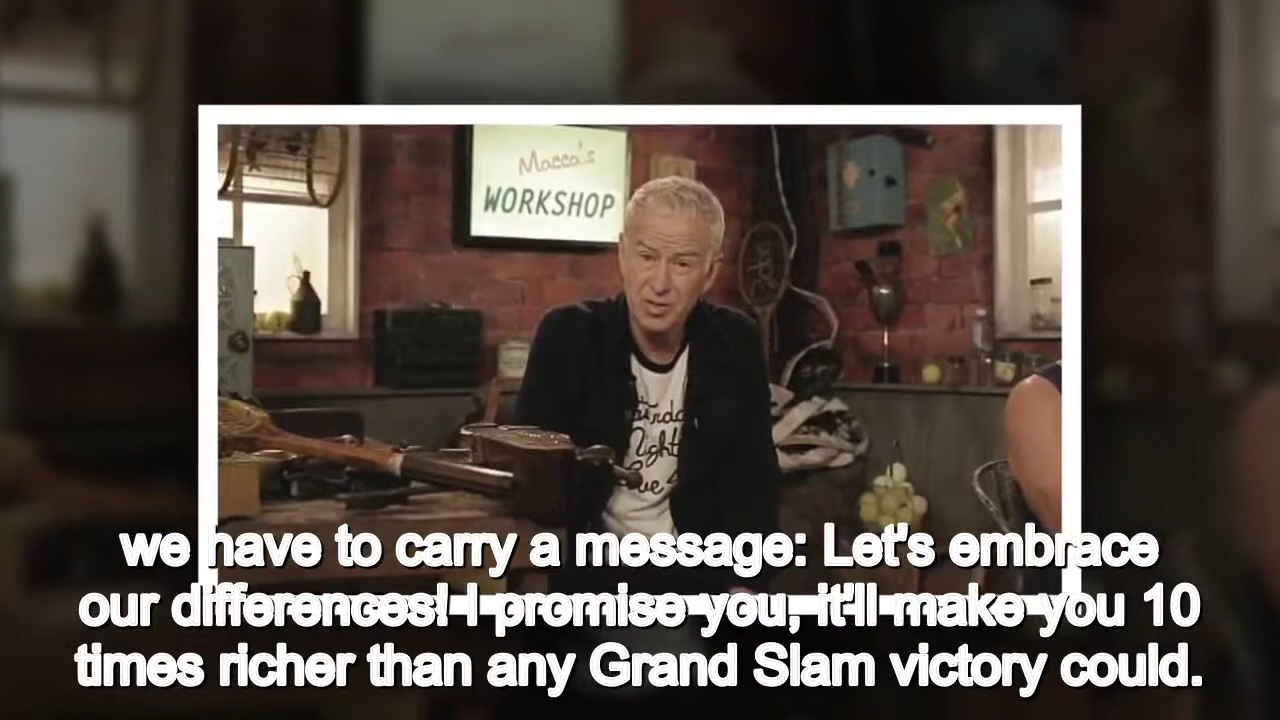 Macca's
WORKSHOP
Night
we have to carry a message: Let's embrace
our differences! I promise you, it'll make you 10
times richer than any Grand Slam victory could.